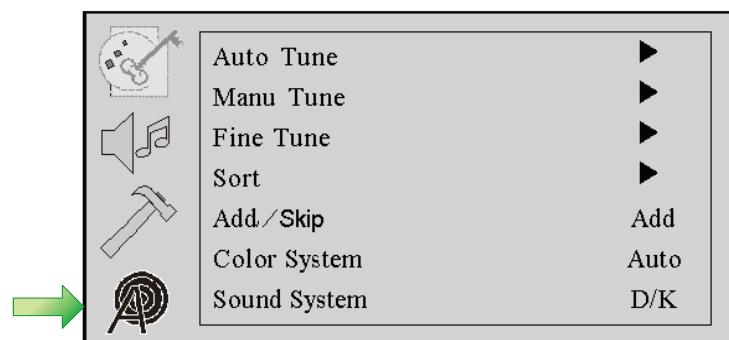 Auto Tune ▶
Manu Tune ▶
Fine Tune ▶
Sort ▶
Add/Skip Add
Color System Auto
Sound System D/K